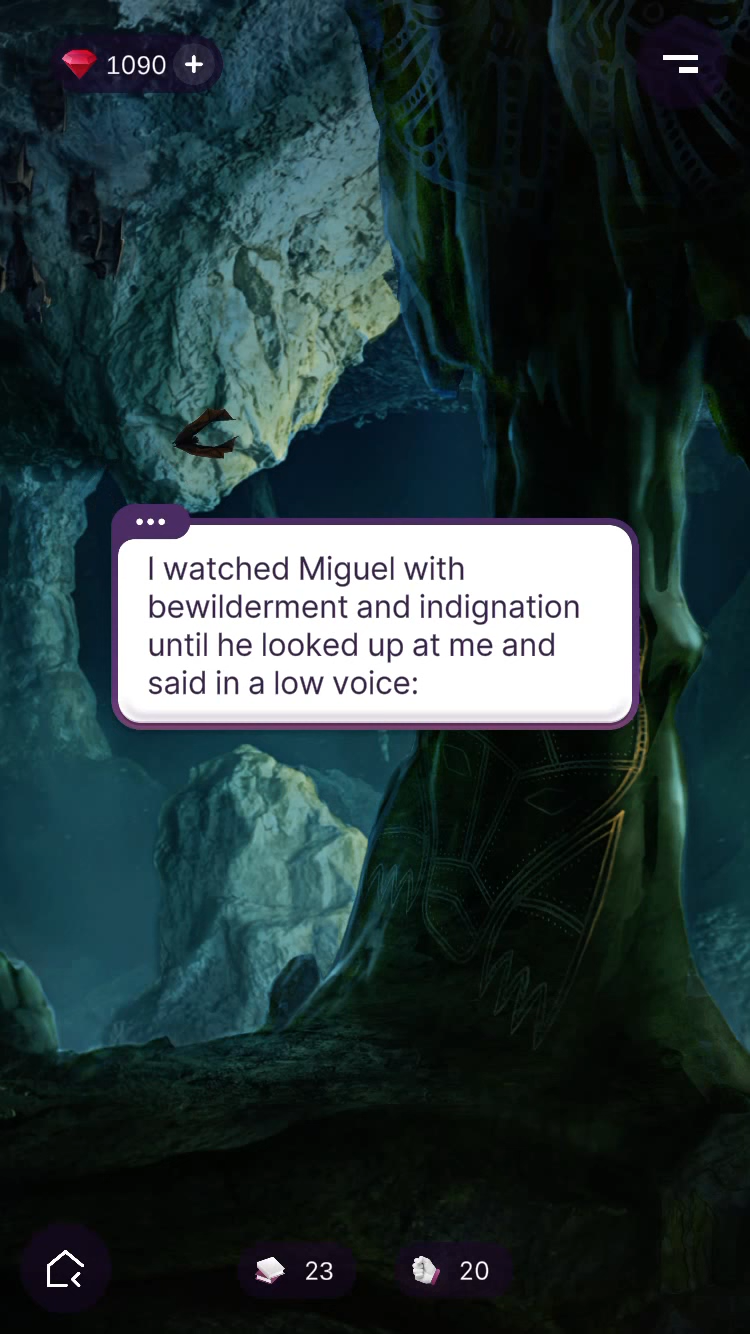 1090 +
I watched Miguel with
bewilderment and indignation
until he looked up at me and
said in a low voice:
23 20